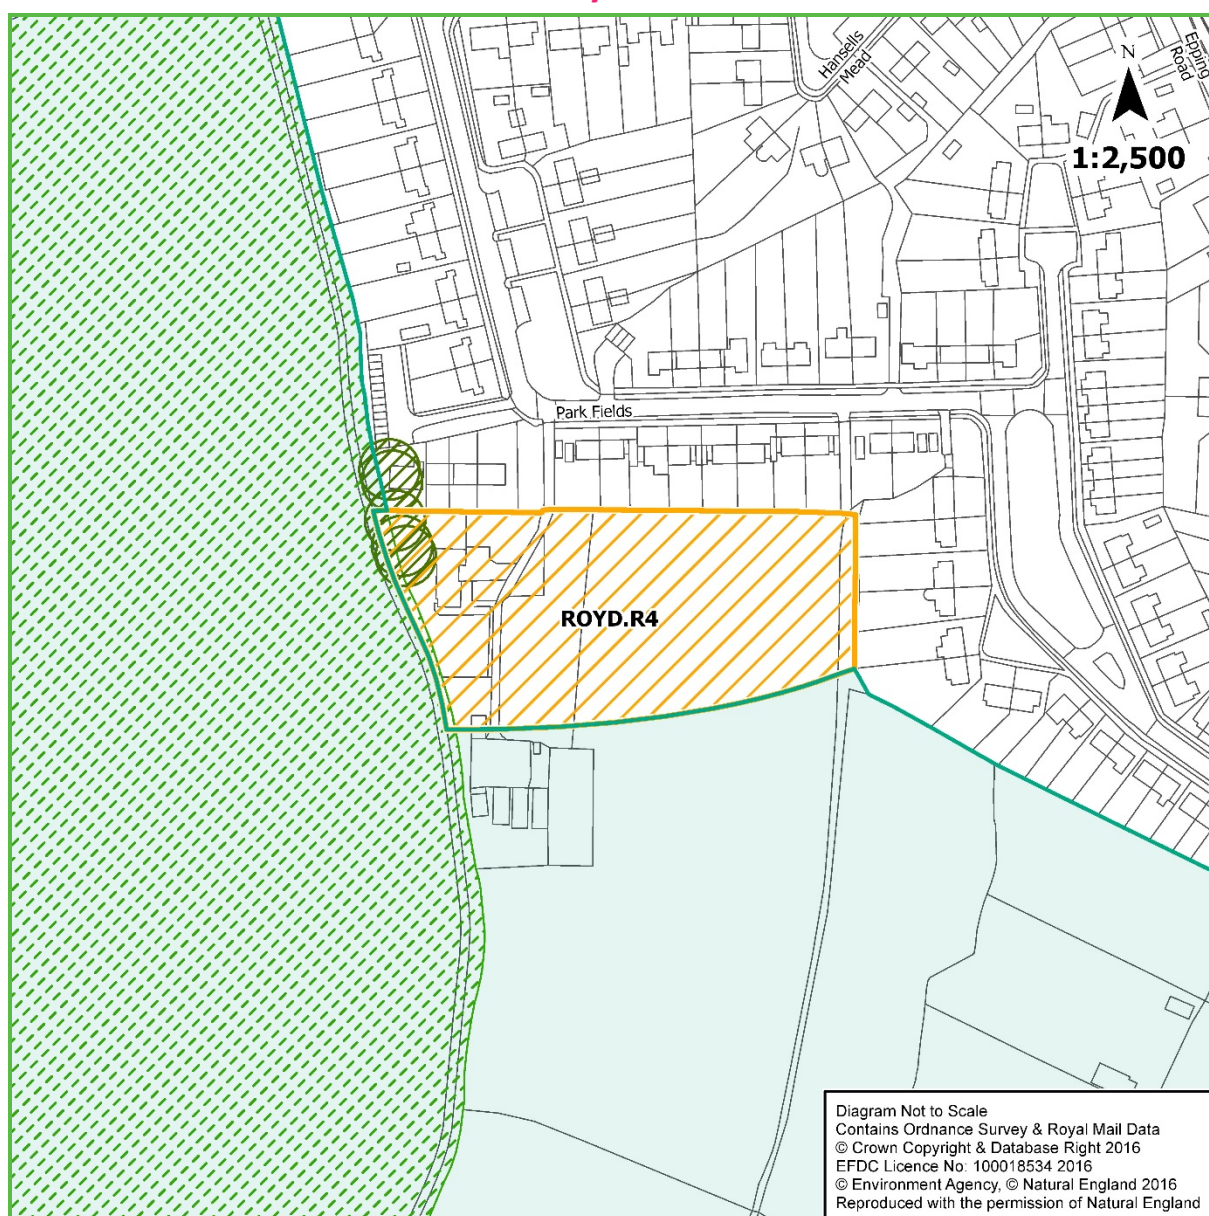 Hansells
Mead
Epping
Road
N
1:2,500
Park Fields
ROYD.R4
Diagram Not to Scale
Contains Ordnance Survey & Royal Mail Data
© Crown Copyright & Database Right 2016
EFDC Licence No: 100018534 2016
© Environment Agency, © Natural England 2016
Reproduced with the permission of Natural England